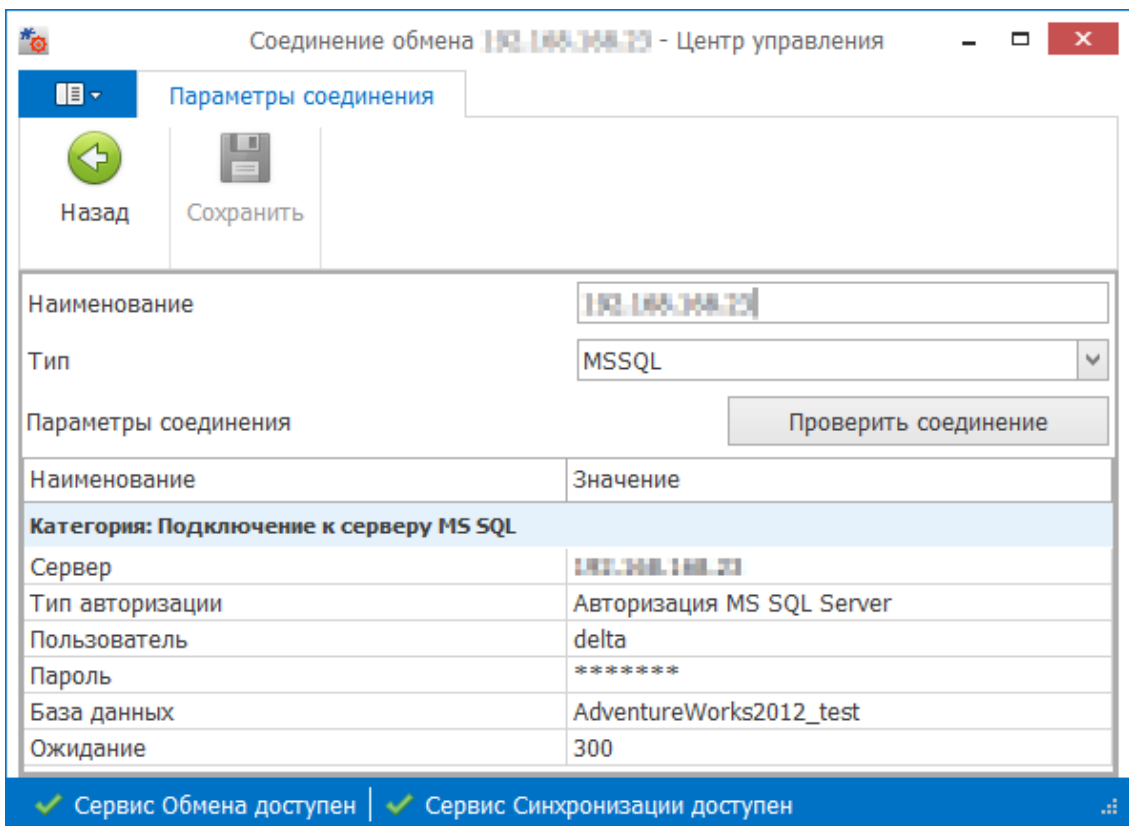 Соединение обмена - Центр управления
Параметры соединения
Назад
Сохранить
Наименование
Тип MSSQL
Параметры соединения Проверить соединение
Наименование Значение
Категория: Подключение к серверу MS SQL
Сервер
Тип авторизации Авторизация MS SQL Server
Пользователь delta
Пароль *******
База данных AdventureWorks2012_test
Ожидание 300
Сервис Обмена доступен Сервис Синхронизации доступен